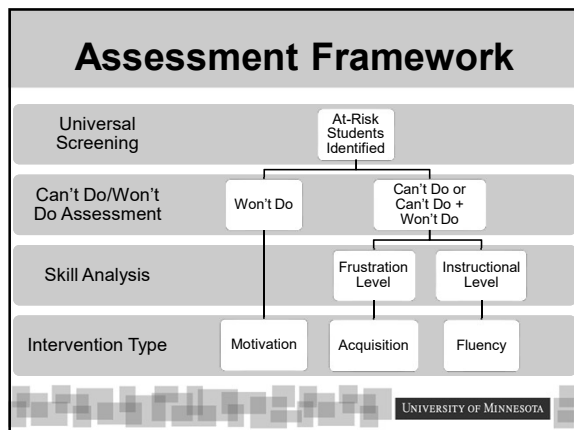 Assessment Framework
Universal
Screening
At-Risk
Students
Identified
Can't Do/Won't
Do Assessment
Won't Do
Can't Do or
Can't Do +
Won't Do
Skill Analysis
Frustration
Level
Instructional
Level
Intervention Type
Motivation
Acquisition
Fluency
UNIVERSITY OF MINNESOTA